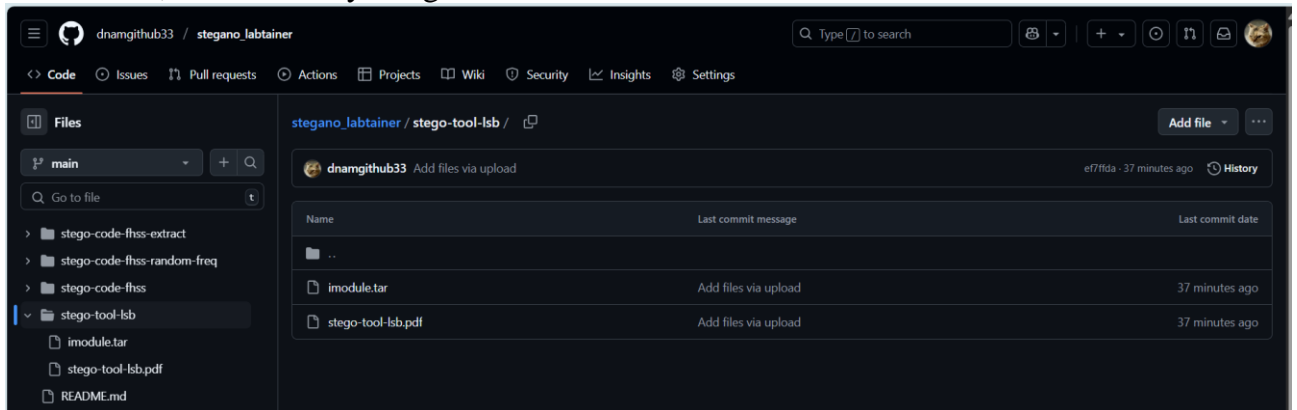 dnamgithub33 / stegano_labtainer
Type / to search
Code Issues Pull requests Actions Projects Wiki Security Insights Settings
Files
stegano_labtainer / stego-tool-lsb /
Add file
main
dnamgithub33 Add files via upload
ef7ffda · 37 minutes ago History
Go to file t
Name Last commit message Last commit date
stego-code-fhss-extract
..
stego-code-fhss-random-freq
stego-code-fhss
imodule.tar Add files via upload 37 minutes ago
stego-tool-lsb
stego-tool-lsb.pdf Add files via upload 37 minutes ago
imodule.tar
stego-tool-lsb.pdf
README.md